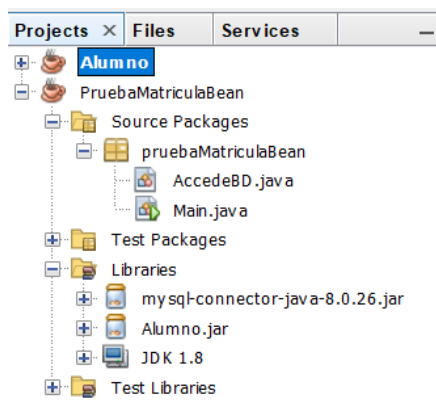 Projects × Files Services
Alumno
PruebaMatriculaBean
Source Packages
pruebaMatriculaBean
AccedeBD.java
Main.java
Test Packages
Libraries
mysql-connector-java-8.0.26.jar
Alumno.jar
JDK 1.8
Test Libraries